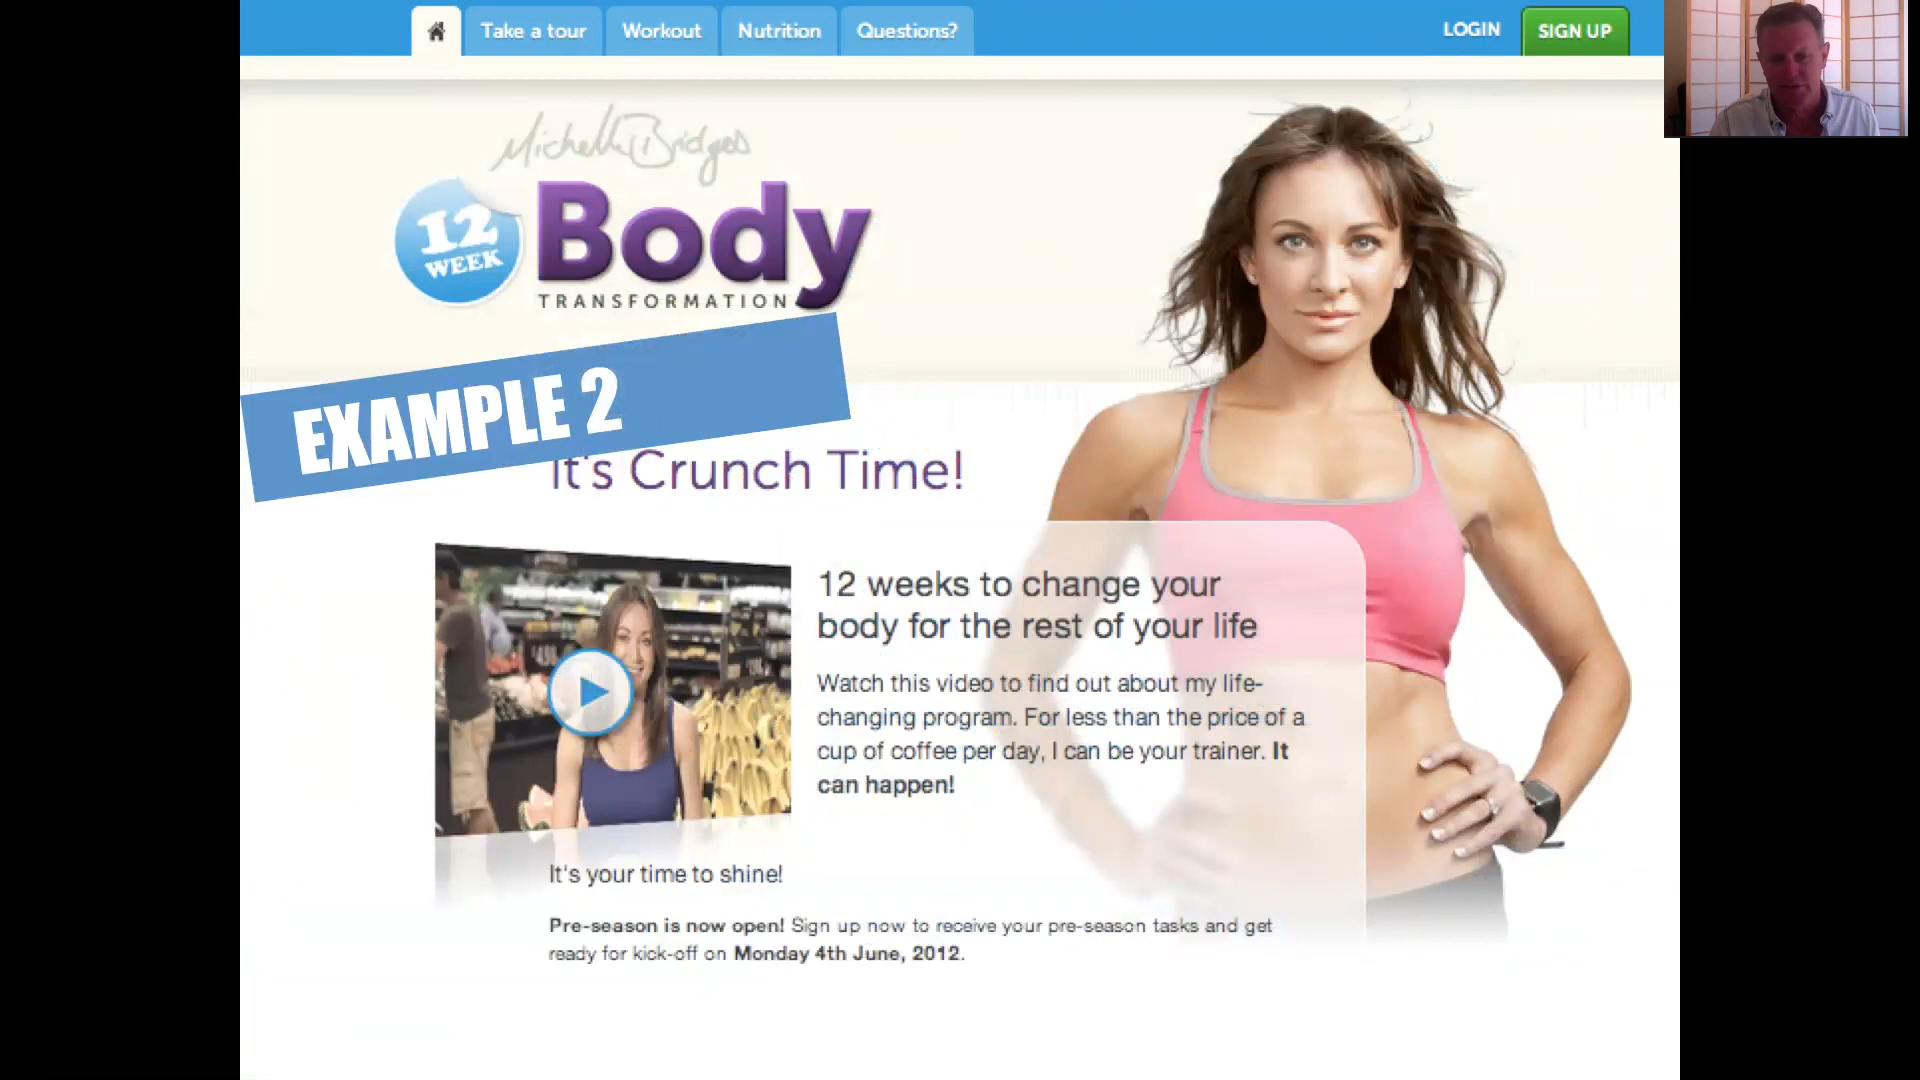 Take a tour
Workout
Nutrition
Questions?
LOGIN
SIGN UP
Michelle Bridges
12
WEEK
Body
TRANSFORMATION
EXAMPLE 2
It's Crunch Time!
12 weeks to change your
body for the rest of your life
Watch this video to find out about my life-
changing program. For less than the price of a
cup of coffee per day, I can be your trainer. It
can happen!
It's your time to shine!
Pre-season is now open! Sign up now to receive your pre-season tasks and get
ready for kick-off on Monday 4th June, 2012.